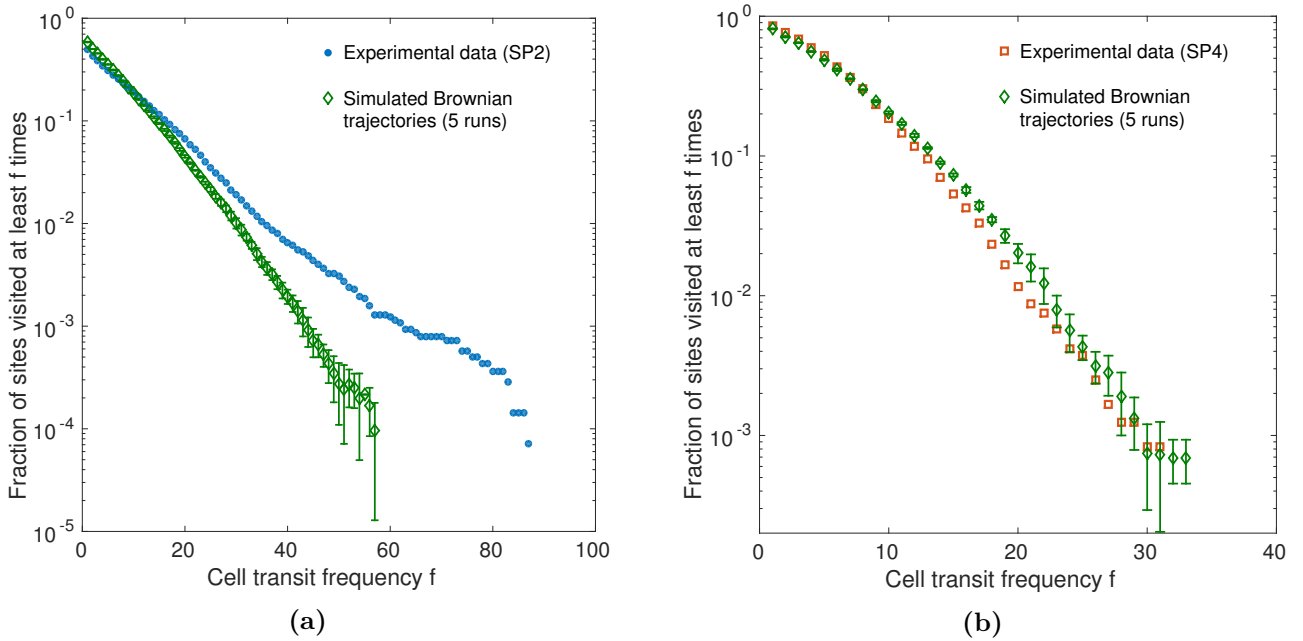 Fraction of sites visited at least f times
10^0
10^-1
10^-2
10^-3
10^-4
10^-5
0
20
40
60
80
100
Cell transit frequency f
Experimental data (SP2)
Simulated Brownian
trajectories (5 runs)
(a)
Fraction of sites visited at least f times
10^0
10^-1
10^-2
10^-3
0
10
20
30
40
Cell transit frequency f
Experimental data (SP4)
Simulated Brownian
trajectories (5 runs)
(b)